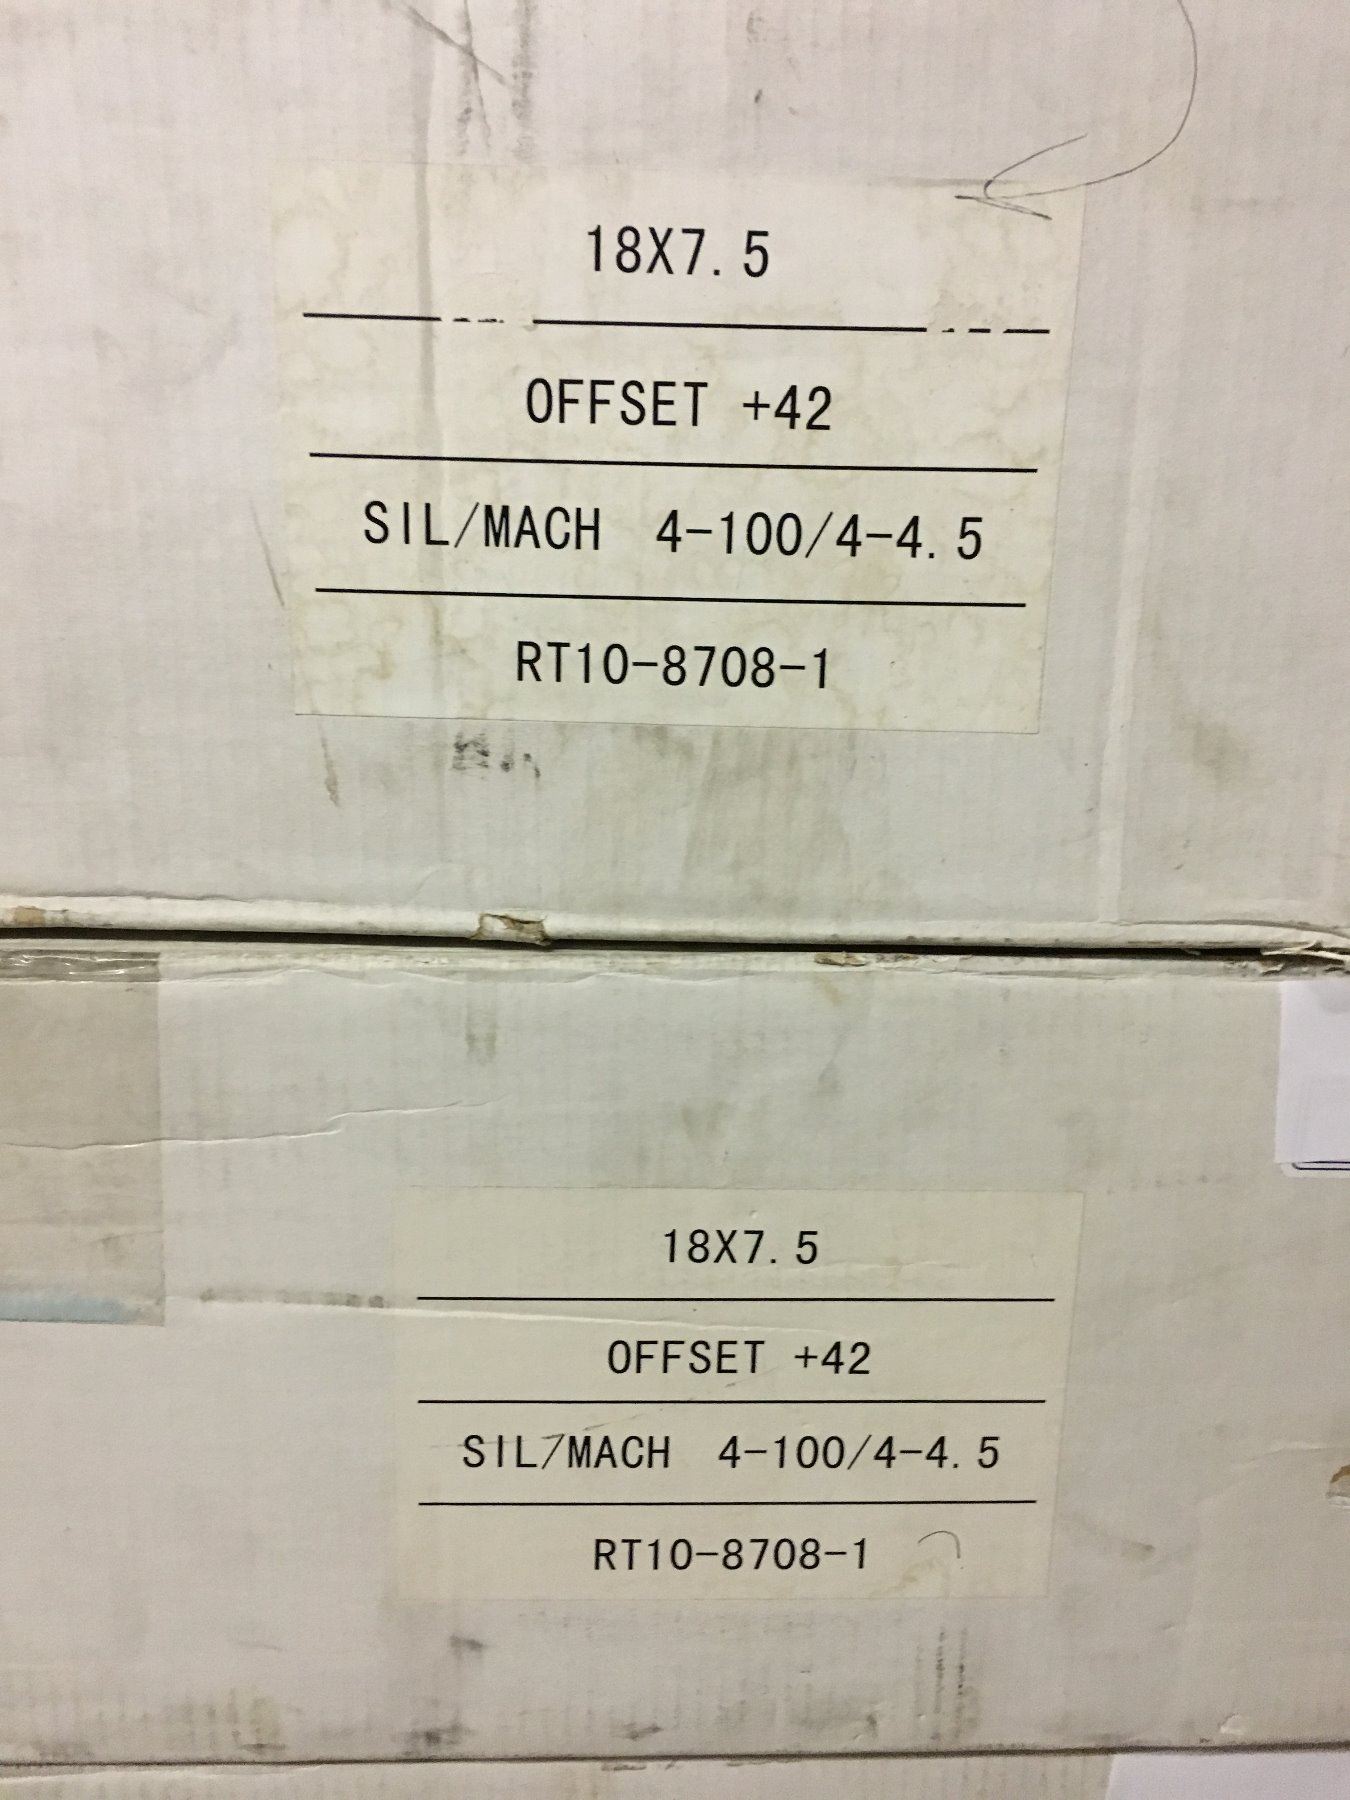 18X7.5
OFFSET +42
SIL/MACH 4-100/4-4.5
RT10-8708-1
18X7.5
OFFSET +42
SIL/MACH 4-100/4-4.5
RT10-8708-1